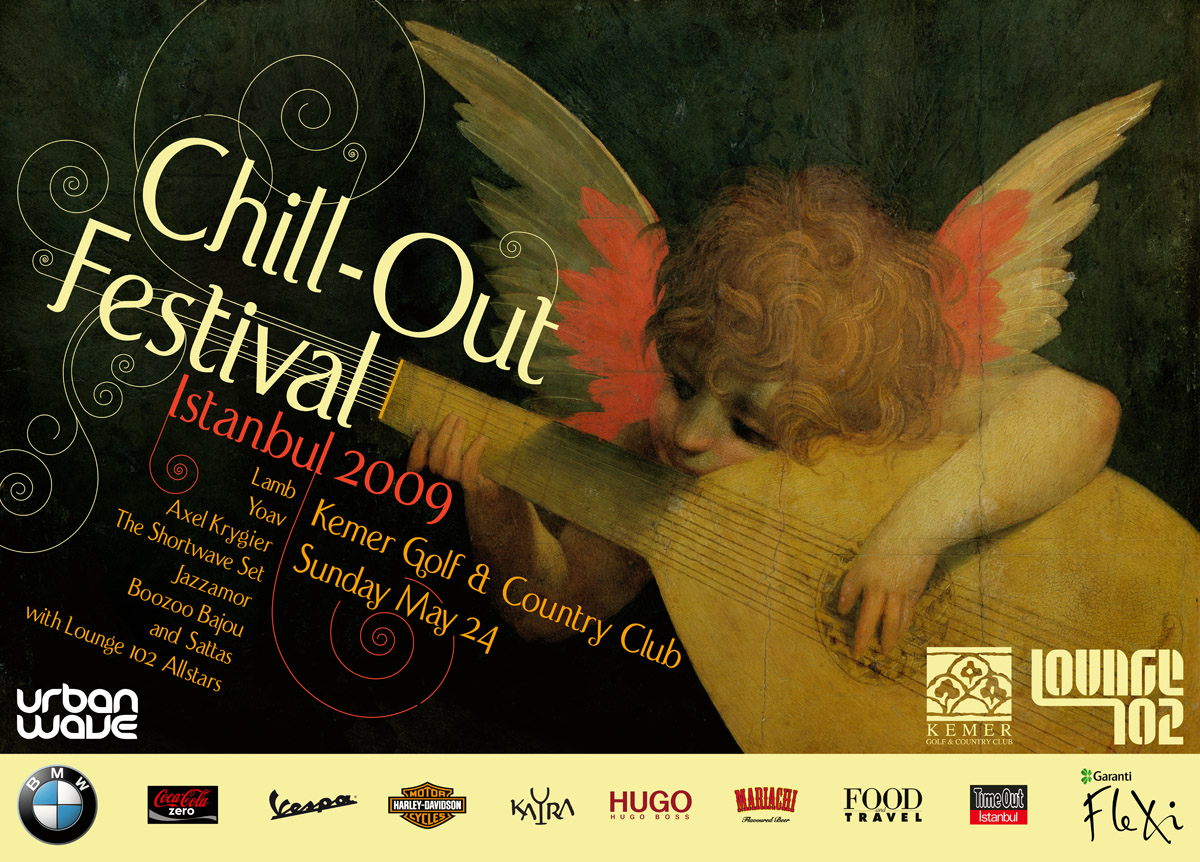 Chill-Out
Festival
Istanbul 2009
Lamb
Yoav
Axel Krygier
The Shortwave Set
Jazzamor
Boozoo Bajou
and Sattas
with Lounge 102 Allstars
Kemer Golf & Country Club
Sunday May 24
urban
wave
KEMER
GOLF & COUNTRY CLUB
LOUNGE
102
BMW
Coca-Cola
zero
Vespa
MOTOR
HARLEY-DAVIDSON
CYCLES
KAYRA
HUGO
HUGO BOSS
MARIACHI
Flavoured Beer
FOOD
and
TRAVEL
TimeOut
Istanbul
Garanti
Flexi